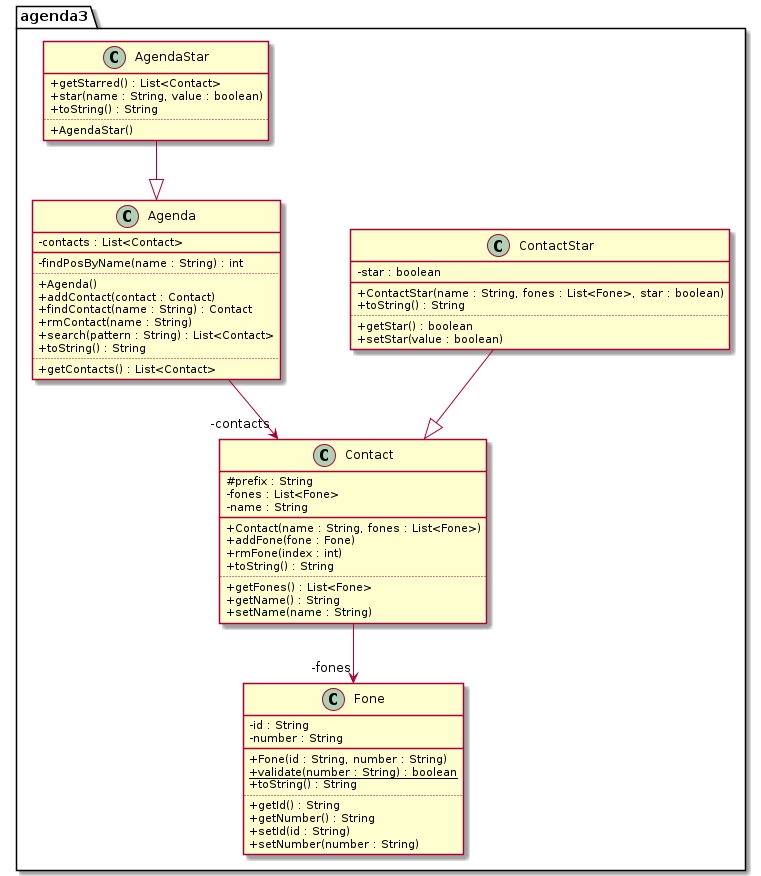 agenda3
C AgendaStar
+getStarred() : List<Contact>
+star(name : String, value : boolean)
+toString() : String
+AgendaStar()
C Agenda
-contacts : List<Contact>
-findPosByName(name : String) : int
+Agenda()
+addContact(contact : Contact)
+findContact(name : String) : Contact
+rmContact(name : String)
+search(pattern : String) : List<Contact>
+toString() : String
+getContacts() : List<Contact>
C ContactStar
-star : boolean
+ContactStar(name : String, fones : List<Fone>, star : boolean)
+toString() : String
+getStar() : boolean
+setStar(value : boolean)
-contacts
C Contact
#prefix : String
-fones : List<Fone>
-name : String
+Contact(name : String, fones : List<Fone>)
+addFone(fone : Fone)
+rmFone(index : int)
+toString() : String
+getFones() : List<Fone>
+getName() : String
+setName(name : String)
-fones
C Fone
-id : String
-number : String
+Fone(id : String, number : String)
+validate(number : String) : boolean
+toString() : String
+getId() : String
+getNumber() : String
+setId(id : String)
+setNumber(number : String)